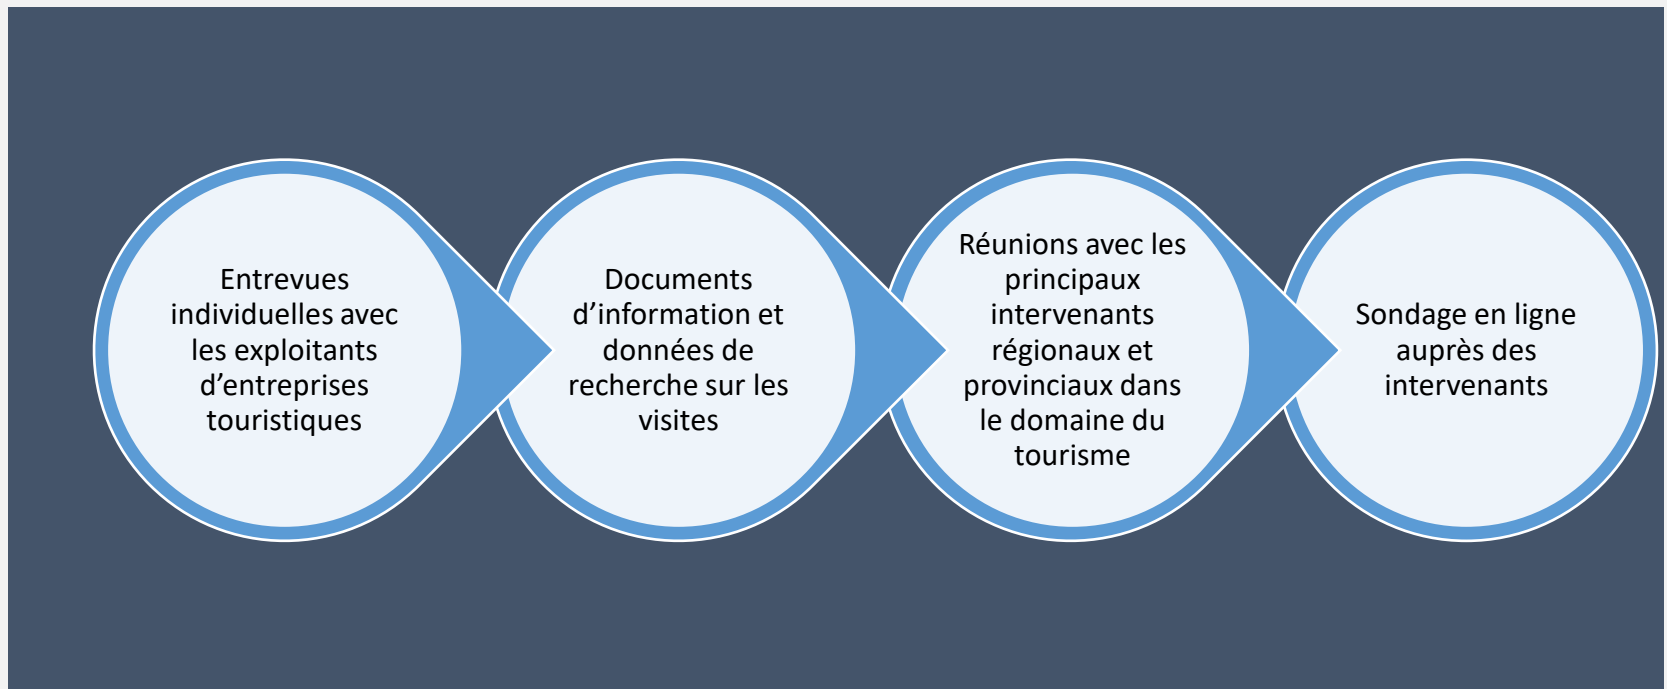 Entrevues
individuelles avec
les exploitants
d'entreprises
touristiques
Documents
d’information et
données de
recherche sur les
visites
Réunions avec les
principaux
intervenants
régionaux et
provinciaux dans
le domaine du
tourisme
Sondage en ligne
auprès des
intervenants